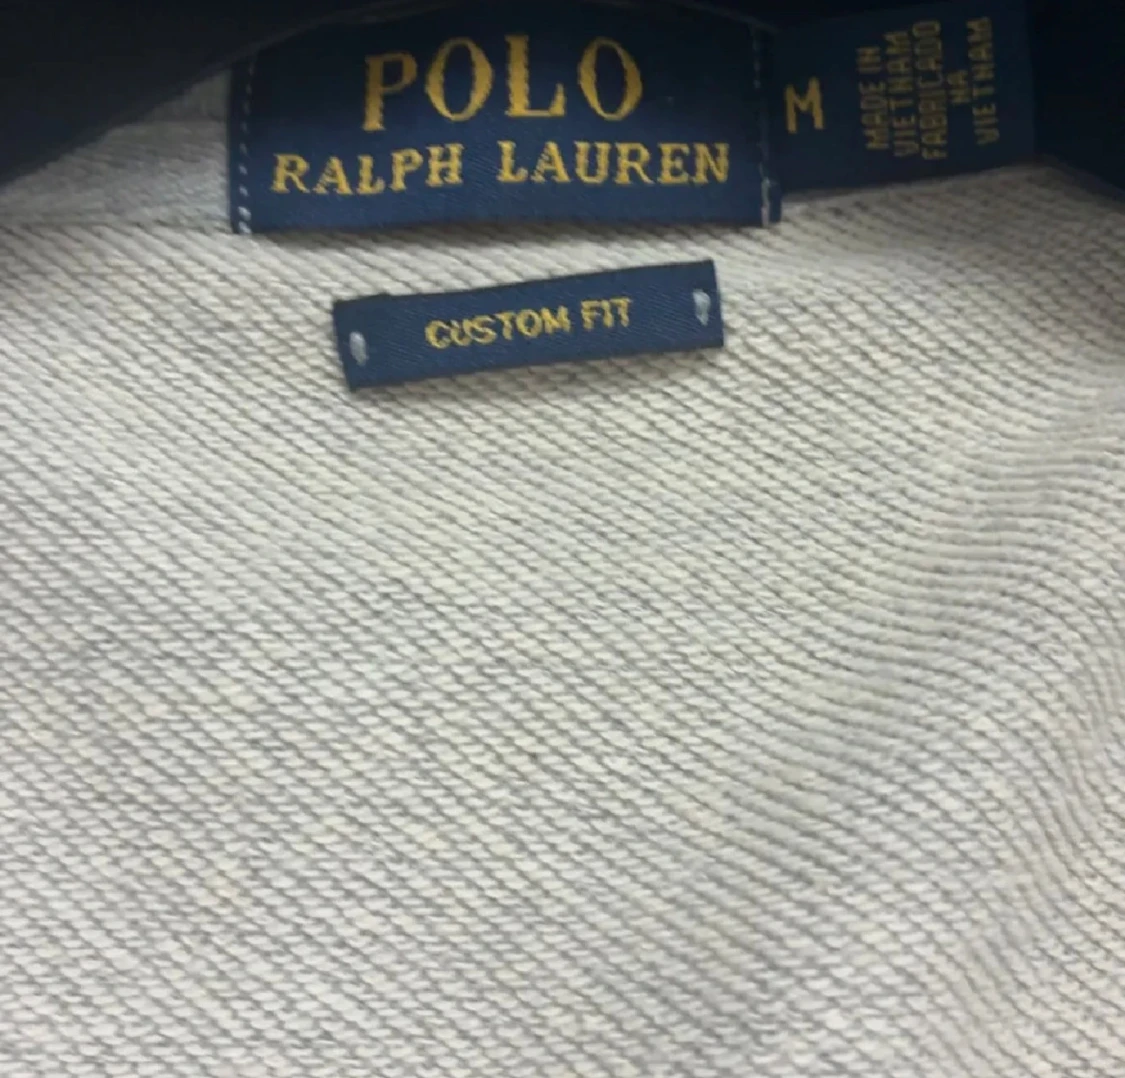 POLO
RALPH LAUREN
M
MADE IN
VIETNAM
FABRICADO
NA
VIETNAM
CUSTOM FIT